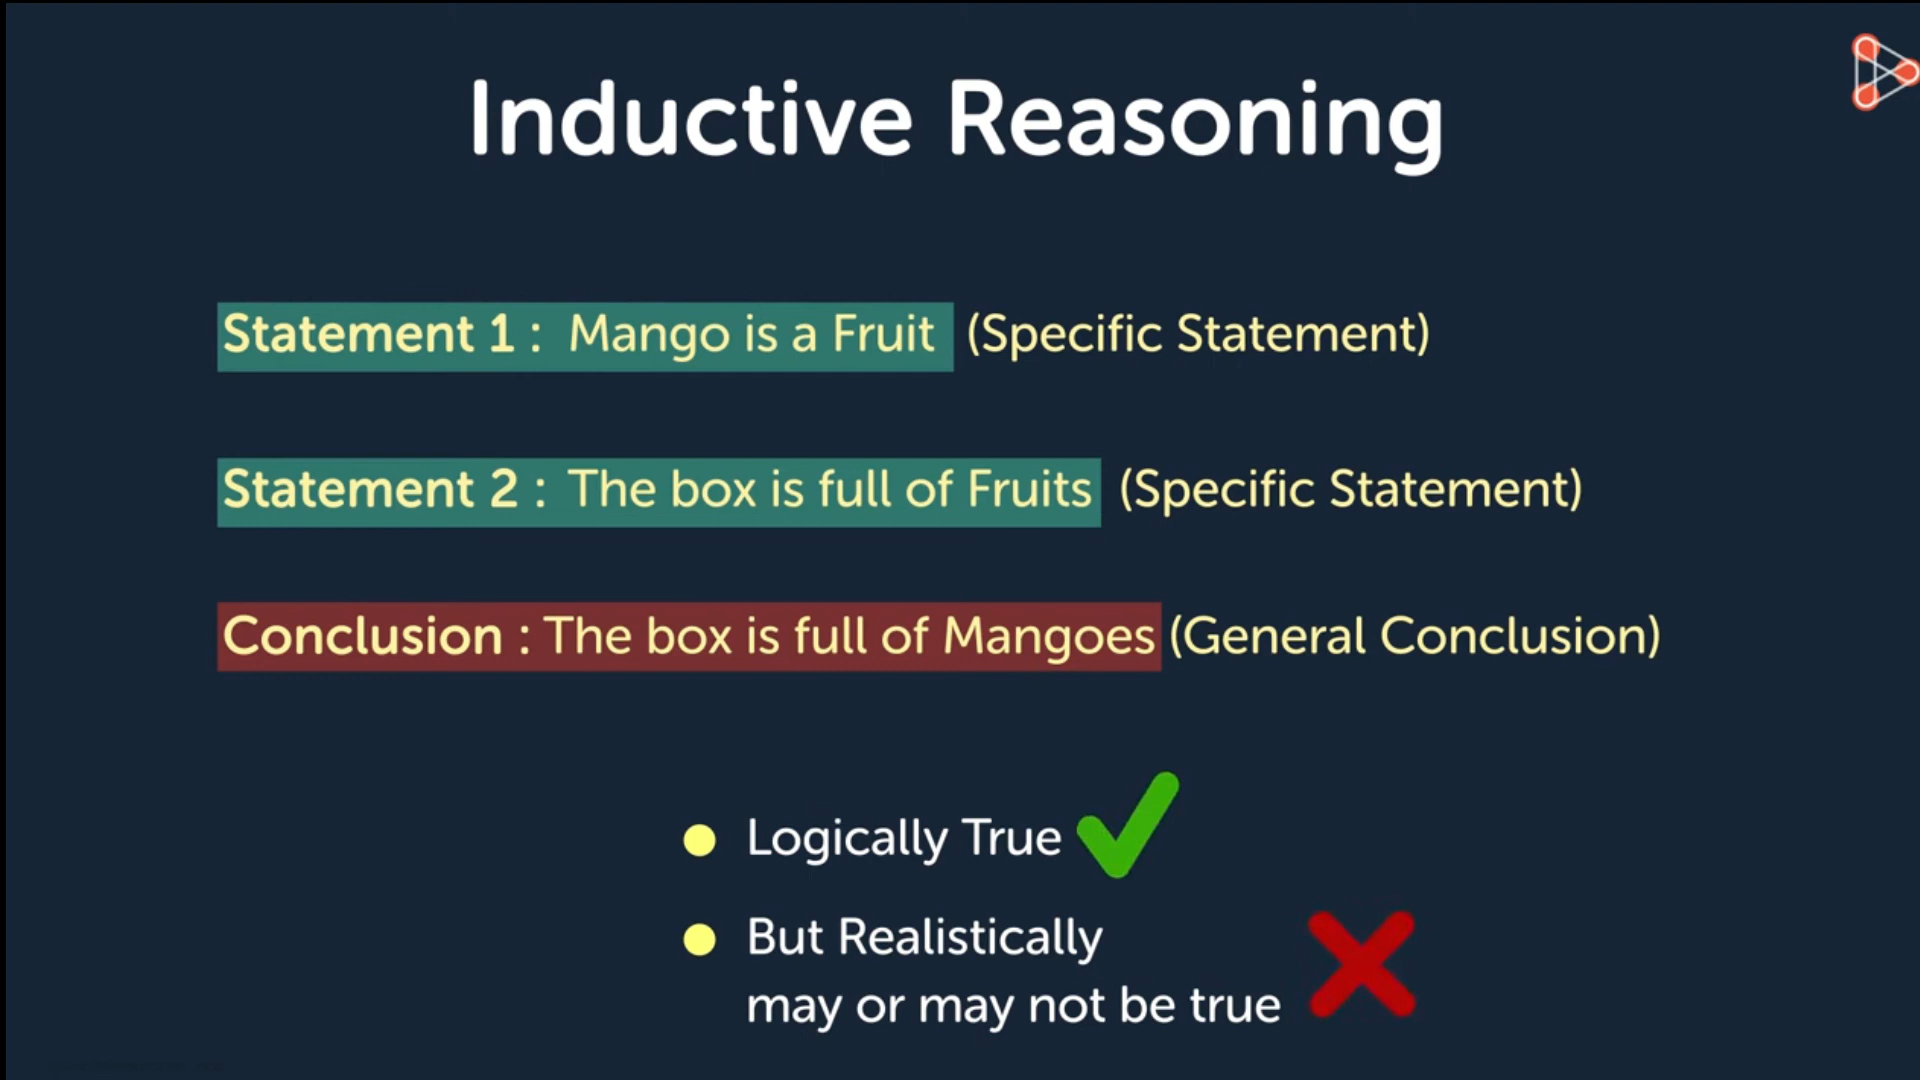 Inductive Reasoning
Statement 1 : Mango is a Fruit (Specific Statement)
Statement 2 : The box is full of Fruits (Specific Statement)
Conclusion : The box is full of Mangoes (General Conclusion)
Logically True
But Realistically
may or may not be true